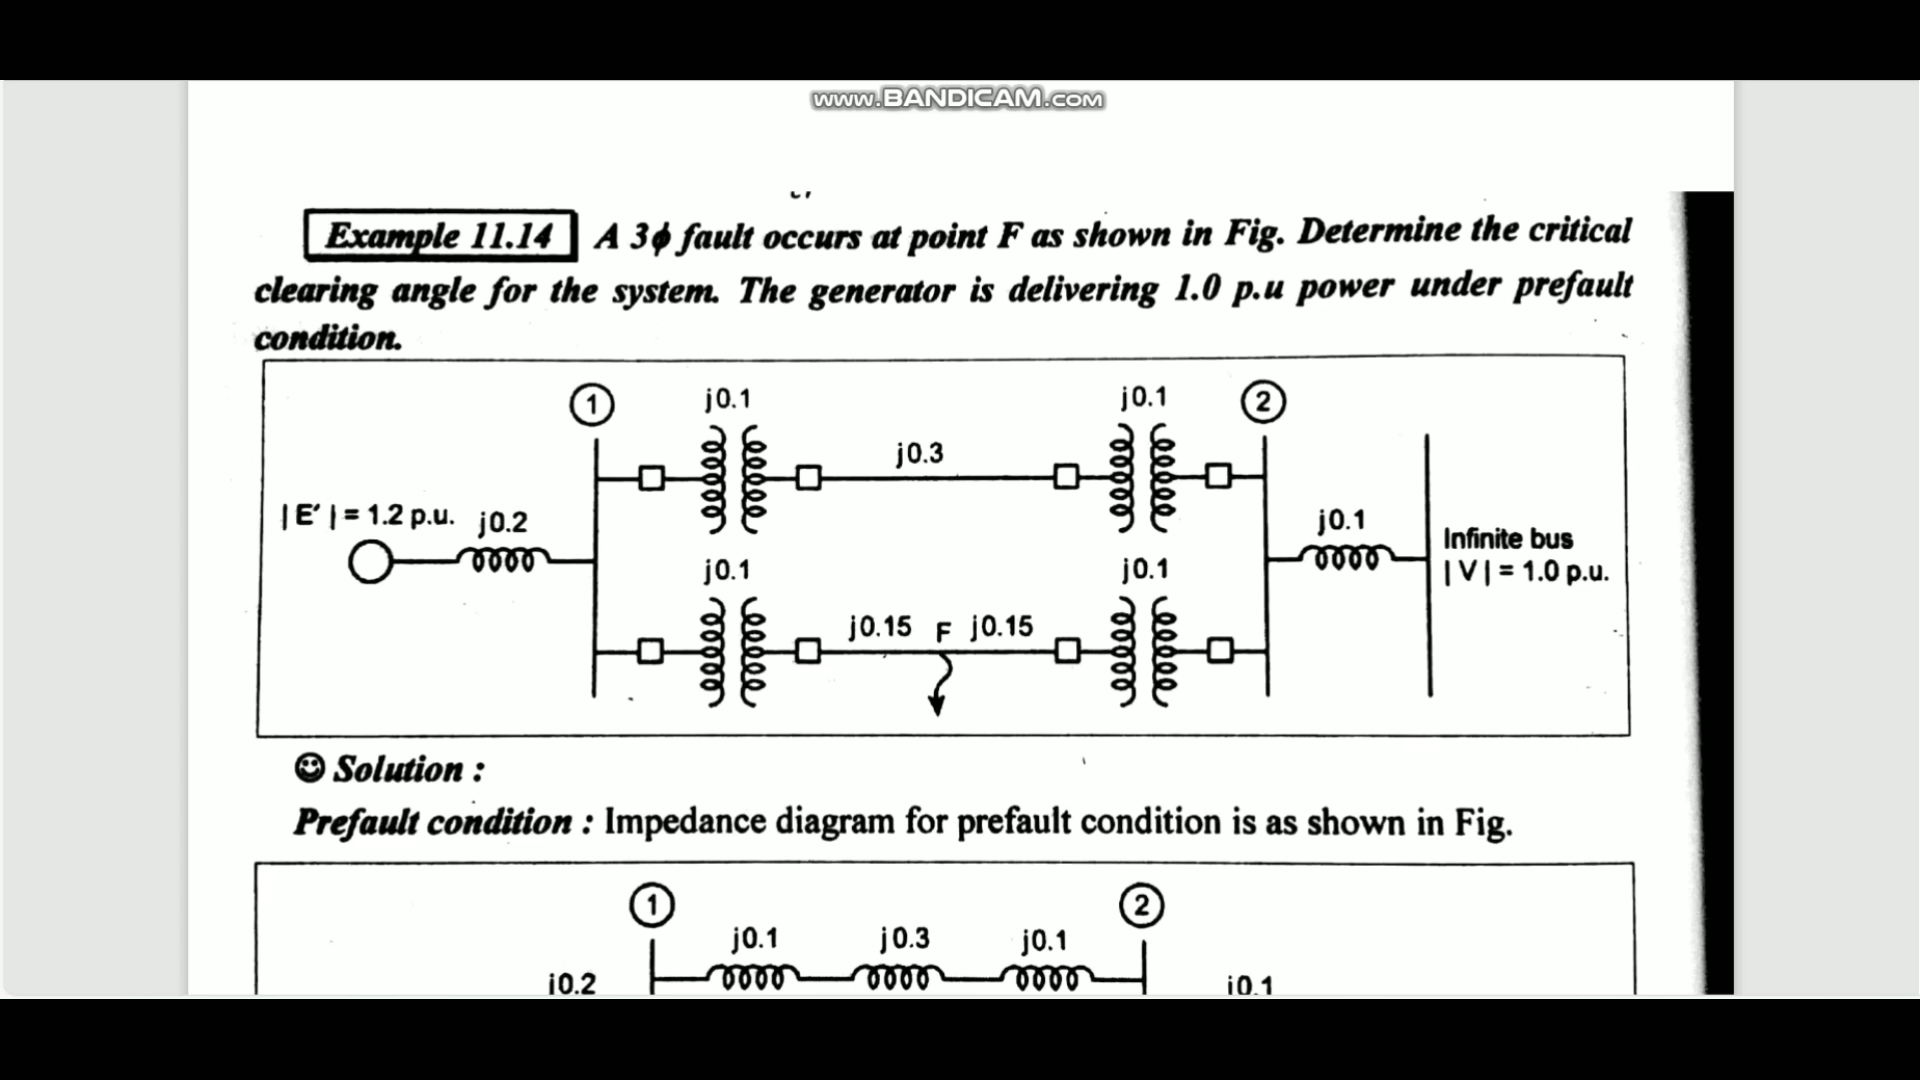 www.BANDICAM.com
Example 11.14 A 3ϕ fault occurs at point F as shown in Fig. Determine the critical
clearing angle for the system. The generator is delivering 1.0 p.u power under prefault
condition.
1
j0.1
j0.1
2
j0.3
|E′| = 1.2 p.u.
j0.2
j0.1
Infinite bus
|V| = 1.0 p.u.
j0.1
j0.1
j0.15 F j0.15
☺ Solution :
Prefault condition : Impedance diagram for prefault condition is as shown in Fig.
1
2
j0.1
j0.3
j0.1
j0.2
j0.1